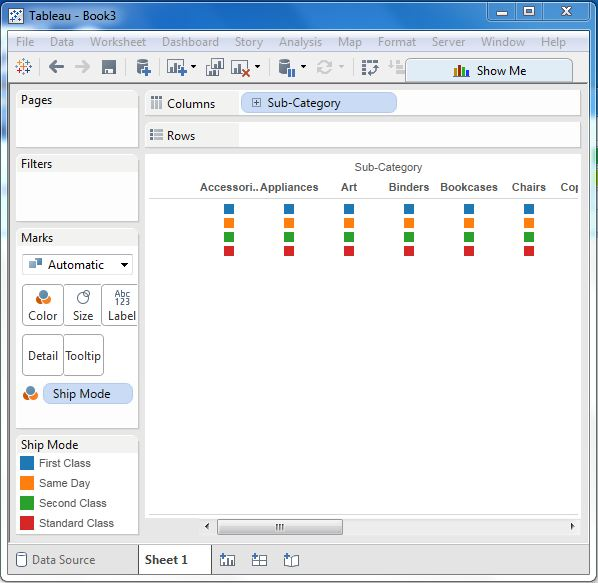 Tableau - Book3
File Data Worksheet Dashboard Story Analysis Map Format Server Window Help
Show Me
Pages
Columns Sub-Category
Rows
Filters
Sub-Category
Accessori.. Appliances Art Binders Bookcases Chairs Cop
Marks
Automatic
Abc
123
Color Size Label
Detail Tooltip
Ship Mode
Ship Mode
First Class
Same Day
Second Class
Standard Class
Data Source Sheet 1